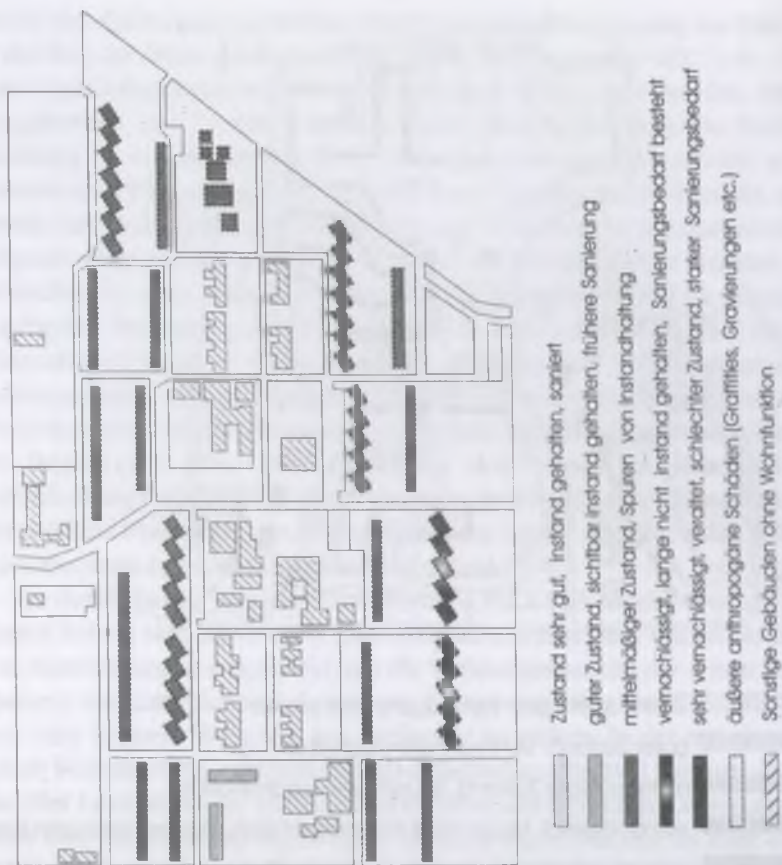 Zustand sehr gut, instand gehalten, saniert
guter Zustand, sichtbar instand gehalten, frühere Sanierung
mittelmäßiger Zustand, Spuren von Instandhaltung
vernachlässigt, lange nicht instand gehalten, Sanierungsbedarf besteht
sehr vernachlässigt, veraltet, schlechter Zustand, starker Sanierungsbedarf
äußere anthropogene Schäden (Graffities, Gravierungen etc.)
Sonstige Gebäuden ohne Wohnfunktion